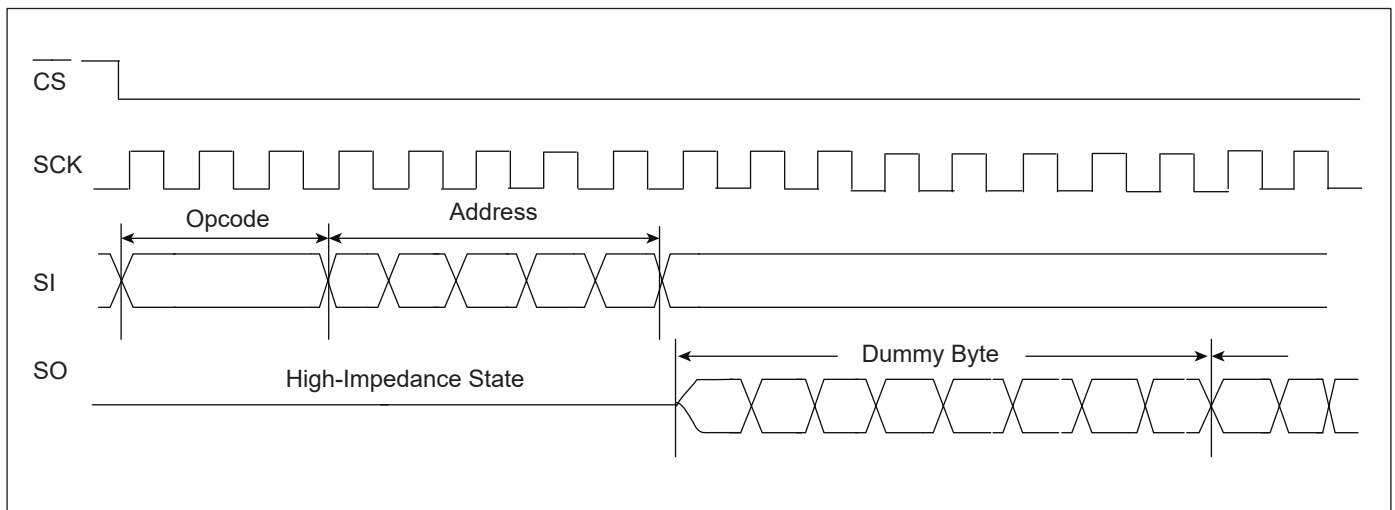 CS
SCK
Opcode
Address
SI
Dummy Byte
SO
High-Impedance State